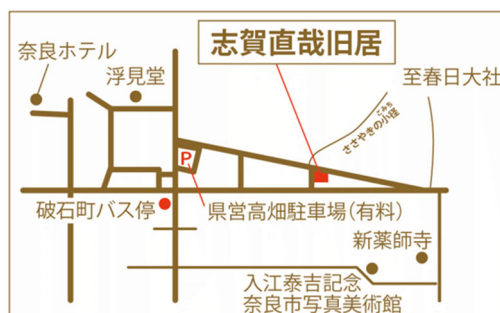 志賀直哉旧居
奈良ホテル
浮見堂
至春日大社
こみち
ささやきの小径
P
破石町バス停
県営高畑駐車場(有料)
新薬師寺
入江泰吉記念
奈良市写真美術館